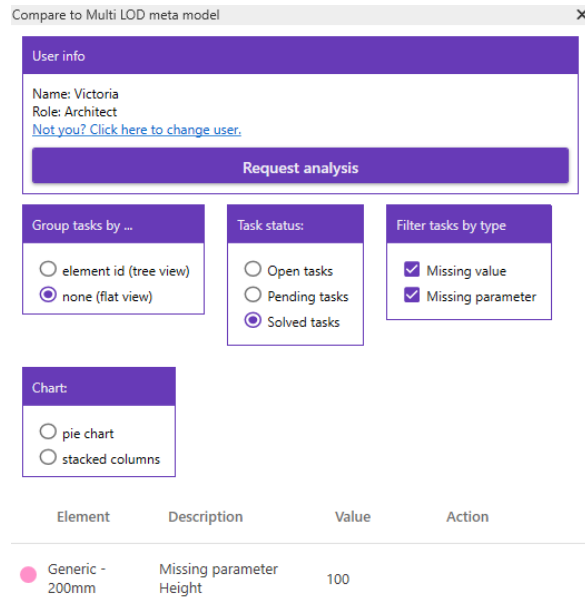 Compare to Multi LOD meta model
User info
Name: Victoria
Role: Architect
Not you? Click here to change user.
Request analysis
Group tasks by ...
element id (tree view)
none (flat view)
Task status:
Open tasks
Pending tasks
Solved tasks
Filter tasks by type
Missing value
Missing parameter
Chart:
pie chart
stacked columns
Element Description Value Action
Generic - Missing parameter
200mm Height 100